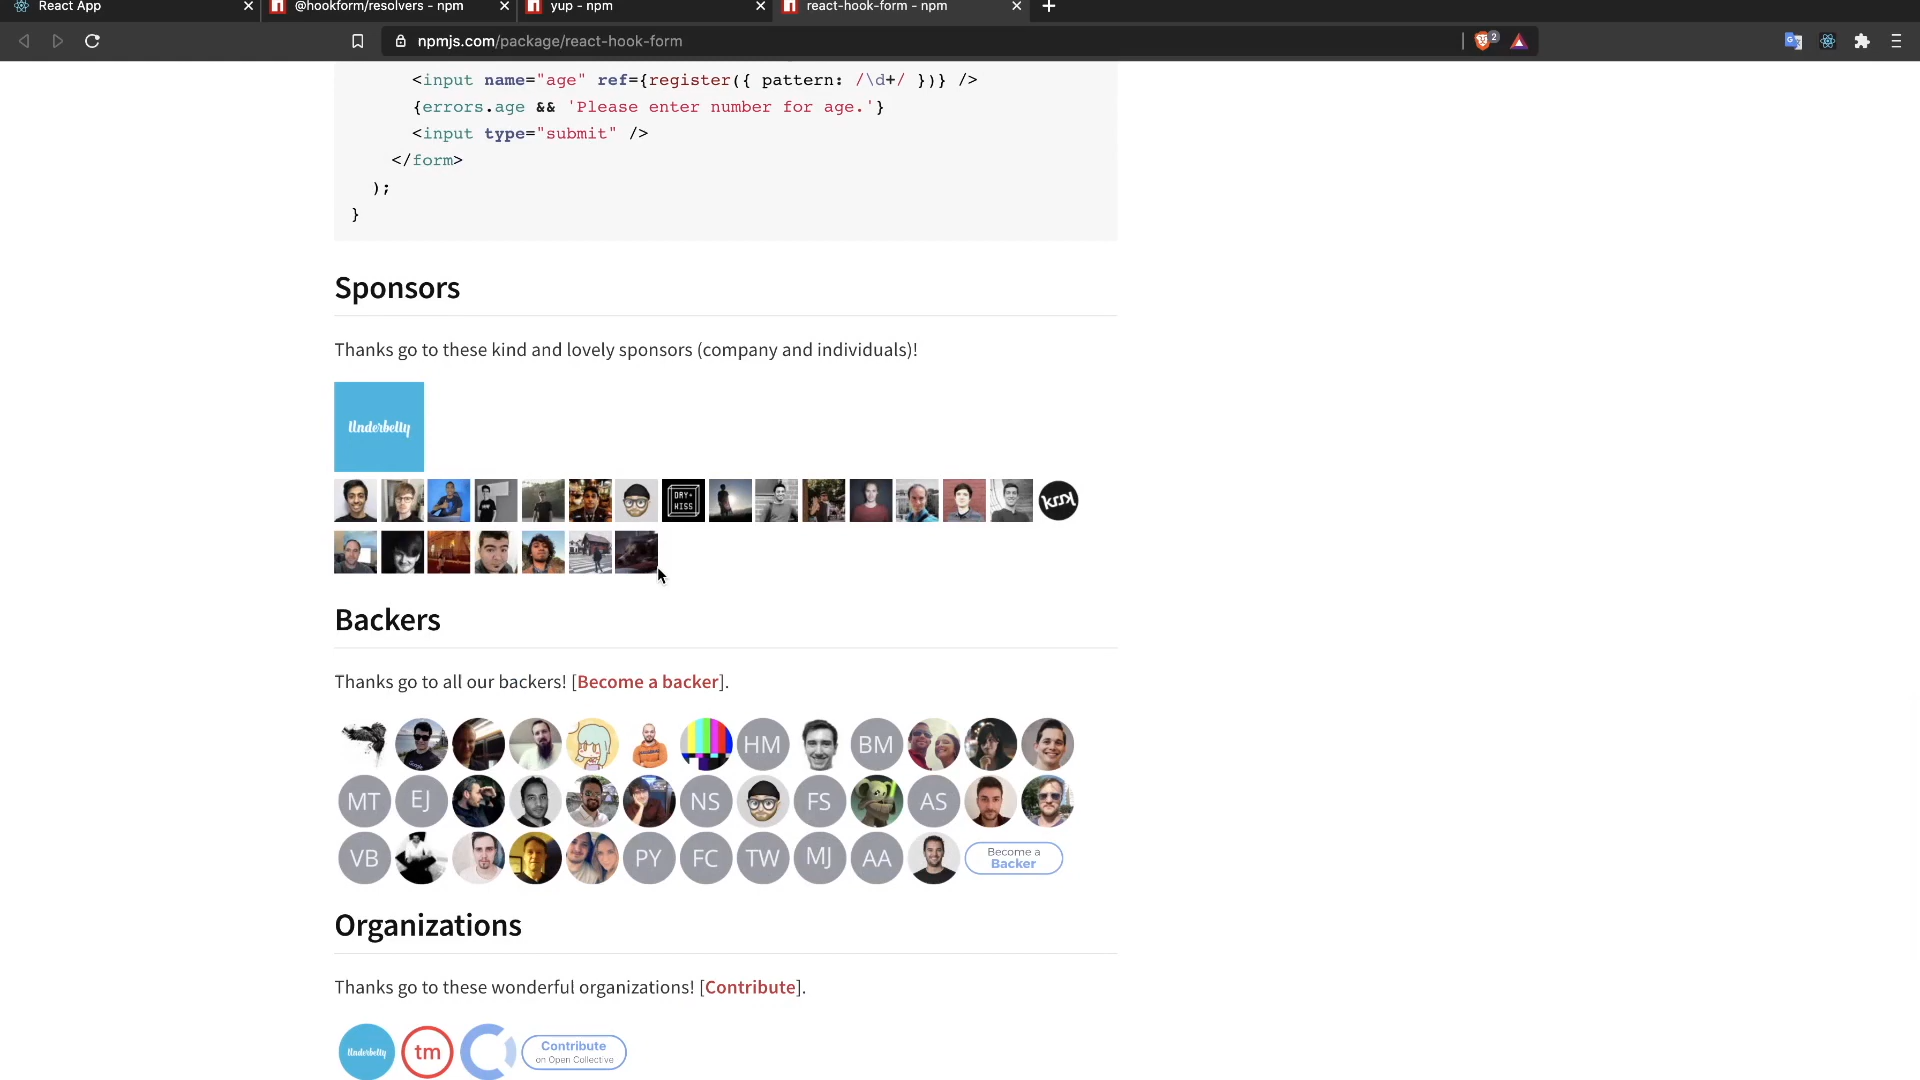 React App
@hookform/resolvers - npm
yup - npm
react-hook-form - npm
npmjs.com/package/react-hook-form
2
<input name="age" ref={register({ pattern: /\d+/ })} />
{errors.age && 'Please enter number for age.'}
<input type="submit" />
</form>
);
}
Sponsors
Thanks go to these kind and lovely sponsors (company and individuals)!
Underbelly
DRY+
KISS
Backers
Thanks go to all our backers! [Become a backer].
HM BM
MT EJ NS FS AS
VB PY FC TW MJ AA
Become a
Backer
Organizations
Thanks go to these wonderful organizations! [Contribute].
Underbelly
tm
Contribute
on Open Collective